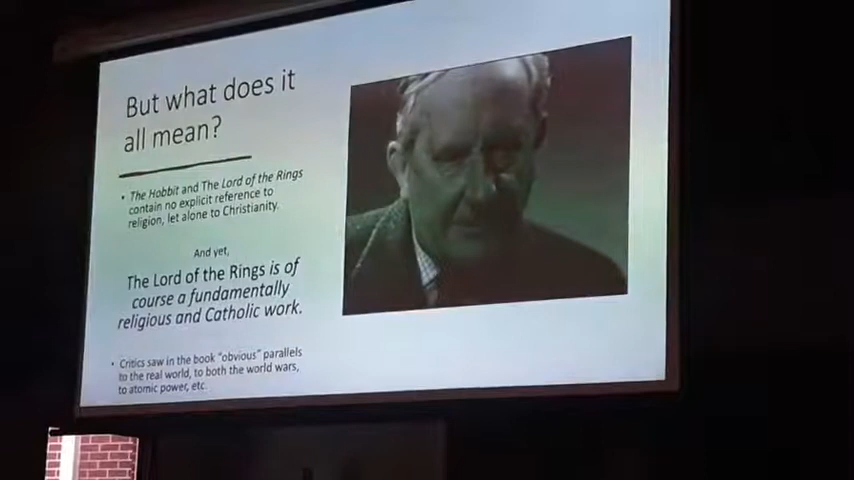 But what does it
all mean?
• The Hobbit and The Lord of the Rings
contain no explicit reference to
religion, let alone to Christianity.
And yet,
The Lord of the Rings is of
course a fundamentally
religious and Catholic work.
• Critics saw in the book "obvious" parallels
to the real world, to both the world wars,
to atomic power, etc.